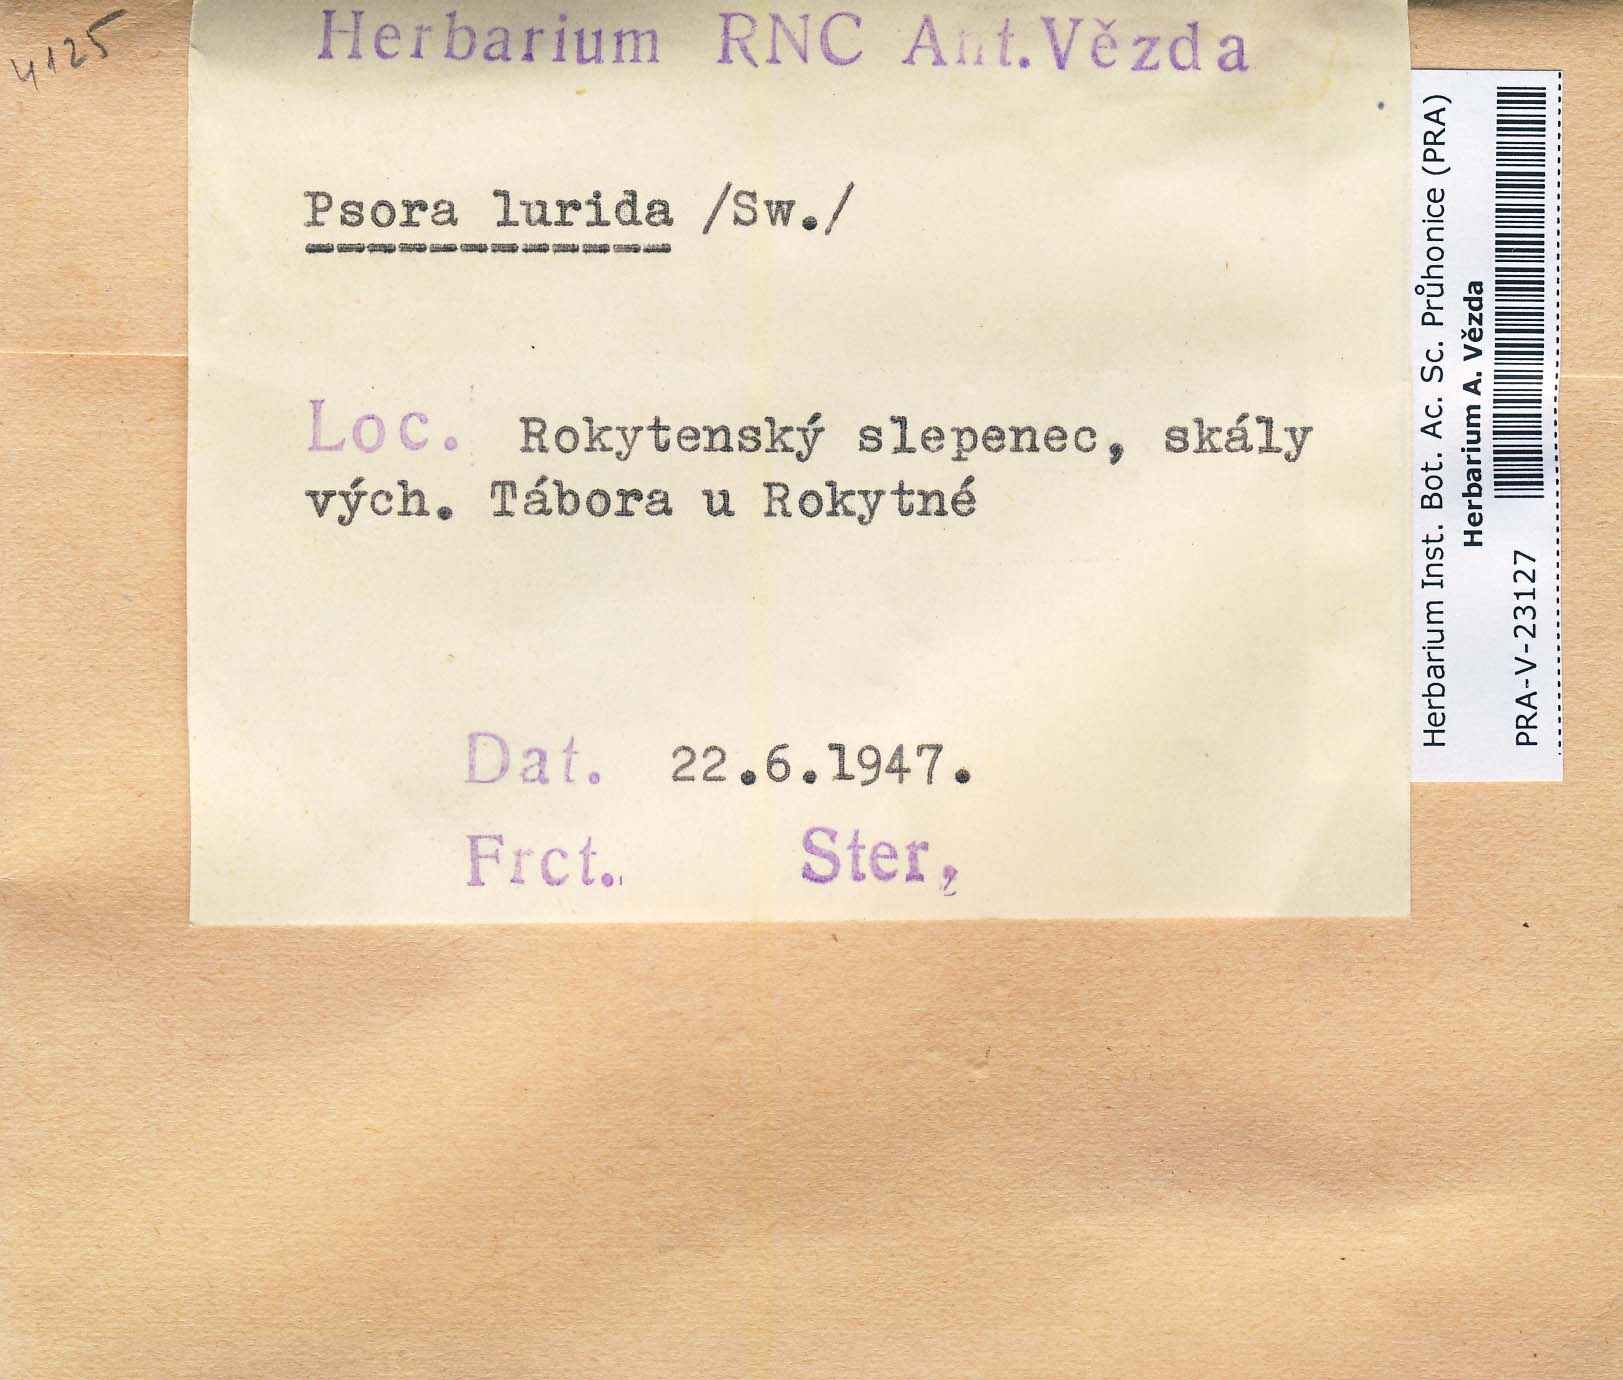 4125
Herbarium RNC Ant.Vězda
Psora lurida /Sw./
Loc. Rokytenský slepenec, skály
vých. Tábora u Rokytné
Dat. 22.6.1947.
Frct. Ster,
Herbarium Inst. Bot. Ac. Sc. Průhonice (PRA)
Herbarium A. Vězda
PRA-V-23127